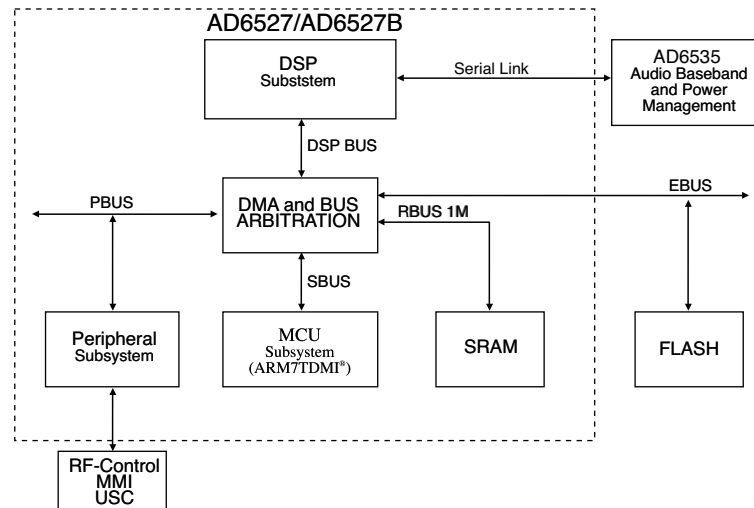 AD6527/AD6527B
DSP
Subststem
Serial Link
AD6535
Audio Baseband
and Power
Management
DSP BUS
PBUS
DMA and BUS
ARBITRATION
EBUS
RBUS 1M
SBUS
Peripheral
Subsystem
MCU
Subsystem
(ARM7TDMI®)
SRAM
FLASH
RF-Control
MMI
USC